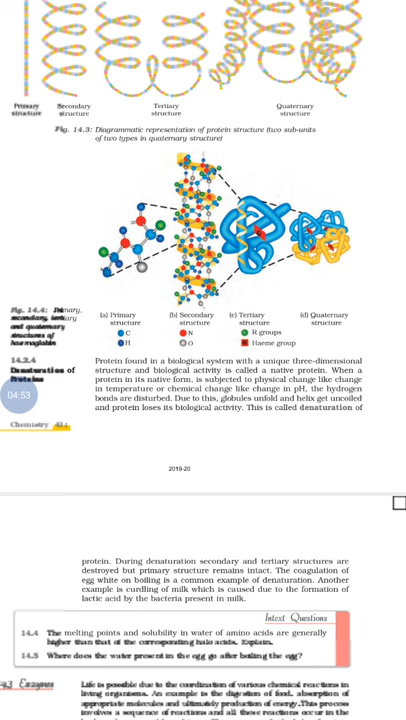 Primary
structure
Secondary
structure
Tertiary
structure
Quaternary
structure
Fig. 14.3: Diagrammatic representation of protein structure (two sub-units
of two types in quaternary structure)
Fig. 14.4: Primary,
secondary, tertiary
and quaternary
structures of
haemoglobin
(a) Primary
structure
(b) Secondary
structure
(c) Tertiary
structure
(d) Quaternary
structure
C
N
R groups
H
O
Haeme group
14.2.4
Denaturation of
Proteins
Protein found in a biological system with a unique three-dimensional
structure and biological activity is called a native protein. When a
protein in its native form, is subjected to physical change like change
in temperature or chemical change like change in pH, the hydrogen
bonds are disturbed. Due to this, globules unfold and helix get uncoiled
and protein loses its biological activity. This is called denaturation of
04:53
Chemistry 424
2019-20
protein. During denaturation secondary and tertiary structures are
destroyed but primary structure remains intact. The coagulation of
egg white on boiling is a common example of denaturation. Another
example is curdling of milk which is caused due to the formation of
lactic acid by the bacteria present in milk.
Intext Questions
14.4 The melting points and solubility in water of amino acids are generally
higher than that of the corresponding halo acids. Explain.
14.5 Where does the water present in the egg go after boiling the egg?
Enzymes
Life is possible due to the coordination of various chemical reactions in
living organisms. An example is the digestion of food, absorption of
appropriate molecules and ultimately production of energy. This process
involves a sequence of reactions and all these reactions occur in the